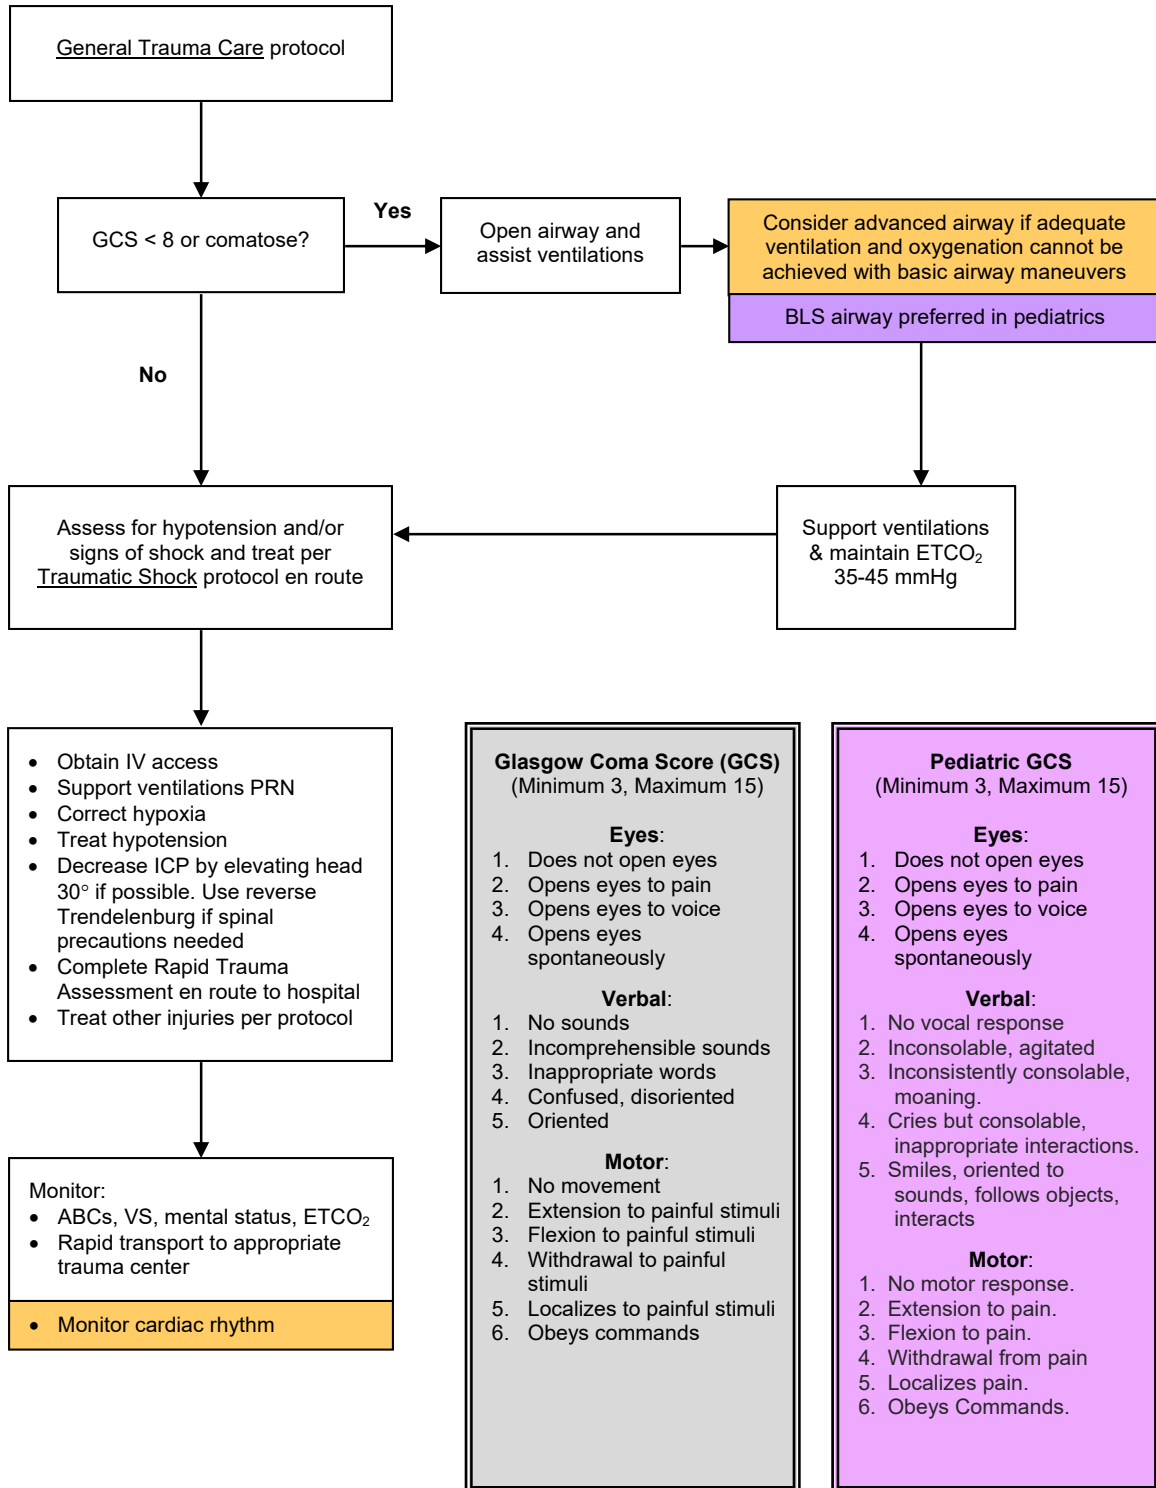 General Trauma Care protocol
GCS < 8 or comatose?
Yes
Open airway and
assist ventilations
Consider advanced airway if adequate
ventilation and oxygenation cannot be
achieved with basic airway maneuvers
BLS airway preferred in pediatrics
No
Assess for hypotension and/or
signs of shock and treat per
Traumatic Shock protocol en route
Support ventilations
& maintain ETCO₂
35-45 mmHg
• Obtain IV access
• Support ventilations PRN
• Correct hypoxia
• Treat hypotension
• Decrease ICP by elevating head
30° if possible. Use reverse
Trendelenburg if spinal
precautions needed
• Complete Rapid Trauma
Assessment en route to hospital
• Treat other injuries per protocol
Monitor:
• ABCs, VS, mental status, ETCO₂
• Rapid transport to appropriate
trauma center
• Monitor cardiac rhythm
Glasgow Coma Score (GCS)
(Minimum 3, Maximum 15)
Eyes:
1. Does not open eyes
2. Opens eyes to pain
3. Opens eyes to voice
4. Opens eyes
spontaneously
Verbal:
1. No sounds
2. Incomprehensible sounds
3. Inappropriate words
4. Confused, disoriented
5. Oriented
Motor:
1. No movement
2. Extension to painful stimuli
3. Flexion to painful stimuli
4. Withdrawal to painful
stimuli
5. Localizes to painful stimuli
6. Obeys commands
Pediatric GCS
(Minimum 3, Maximum 15)
Eyes:
1. Does not open eyes
2. Opens eyes to pain
3. Opens eyes to voice
4. Opens eyes
spontaneously
Verbal:
1. No vocal response
2. Inconsolable, agitated
3. Inconsistently consolable,
moaning.
4. Cries but consolable,
inappropriate interactions.
5. Smiles, oriented to
sounds, follows objects,
interacts
Motor:
1. No motor response.
2. Extension to pain.
3. Flexion to pain.
4. Withdrawal from pain
5. Localizes pain.
6. Obeys Commands.